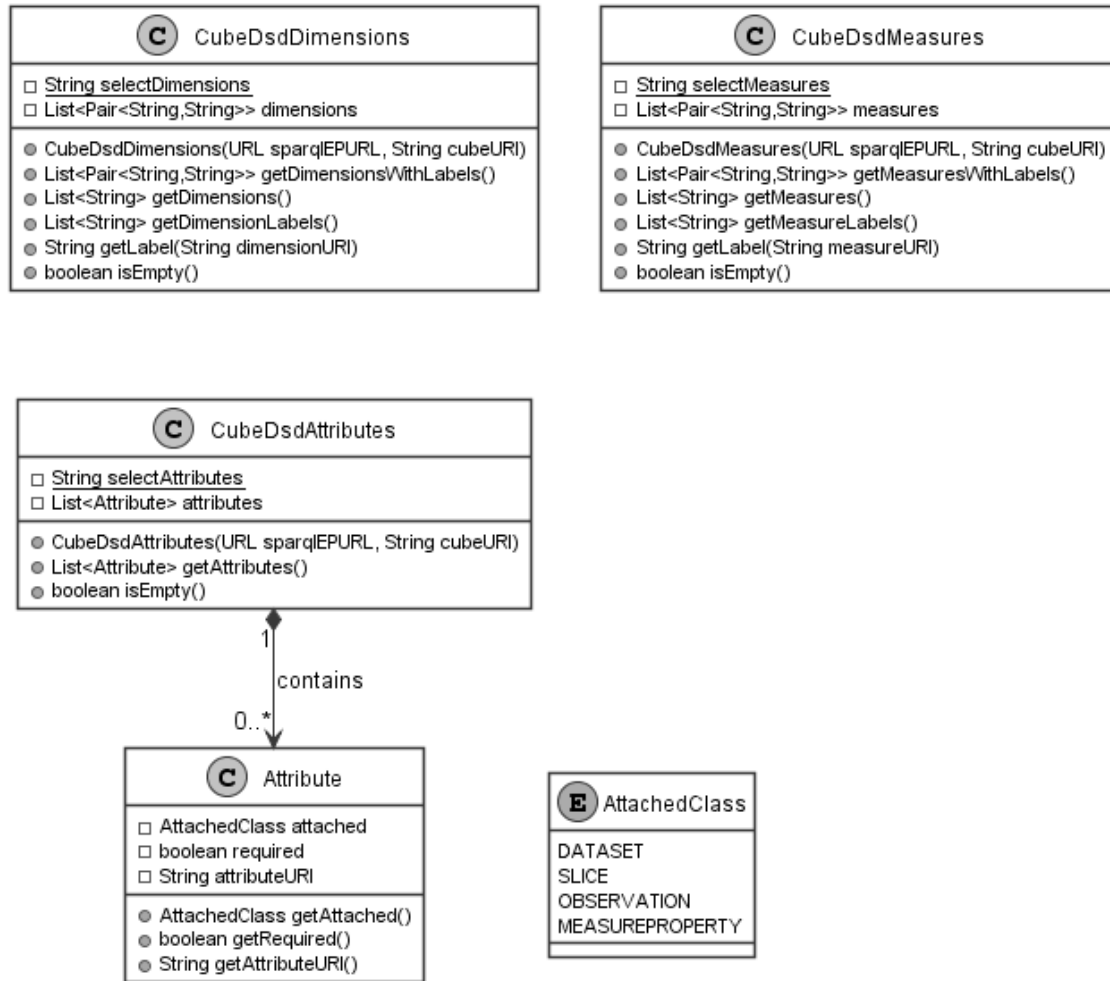 C CubeDsdDimensions
String selectDimensions
List<Pair<String,String>> dimensions
CubeDsdDimensions(URL sparqlEPURL, String cubeURI)
List<Pair<String,String>> getDimensionsWithLabels()
List<String> getDimensions()
List<String> getDimensionLabels()
String getLabel(String dimensionURI)
boolean isEmpty()
C CubeDsdMeasures
String selectMeasures
List<Pair<String,String>> measures
CubeDsdMeasures(URL sparqlEPURL, String cubeURI)
List<Pair<String,String>> getMeasuresWithLabels()
List<String> getMeasures()
List<String> getMeasureLabels()
String getLabel(String measureURI)
boolean isEmpty()
C CubeDsdAttributes
String selectAttributes
List<Attribute> attributes
CubeDsdAttributes(URL sparqlEPURL, String cubeURI)
List<Attribute> getAttributes()
boolean isEmpty()
1
contains
0..*
C Attribute
AttachedClass attached
boolean required
String attributeURI
AttachedClass getAttached()
boolean getRequired()
String getAttributeURI()
E AttachedClass
DATASET
SLICE
OBSERVATION
MEASUREPROPERTY